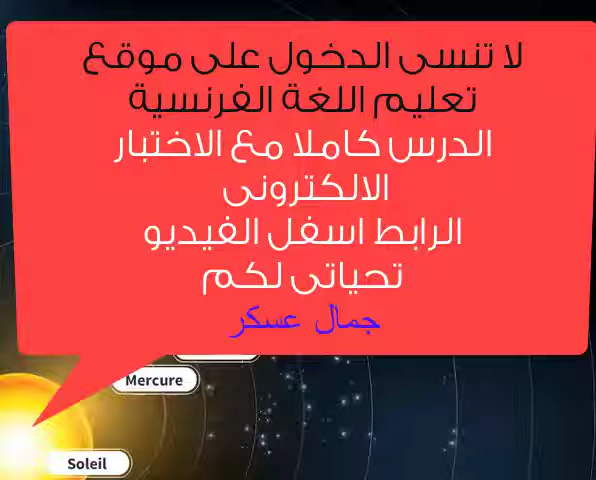 لا تنسى الدخول على موقع
تعليم اللغة الفرنسية
الدرس كاملا مع الاختبار
الالكترونى
الرابط اسفل الفيديو
تحياتى لكم
جمال عسكر
Mercure
Soleil